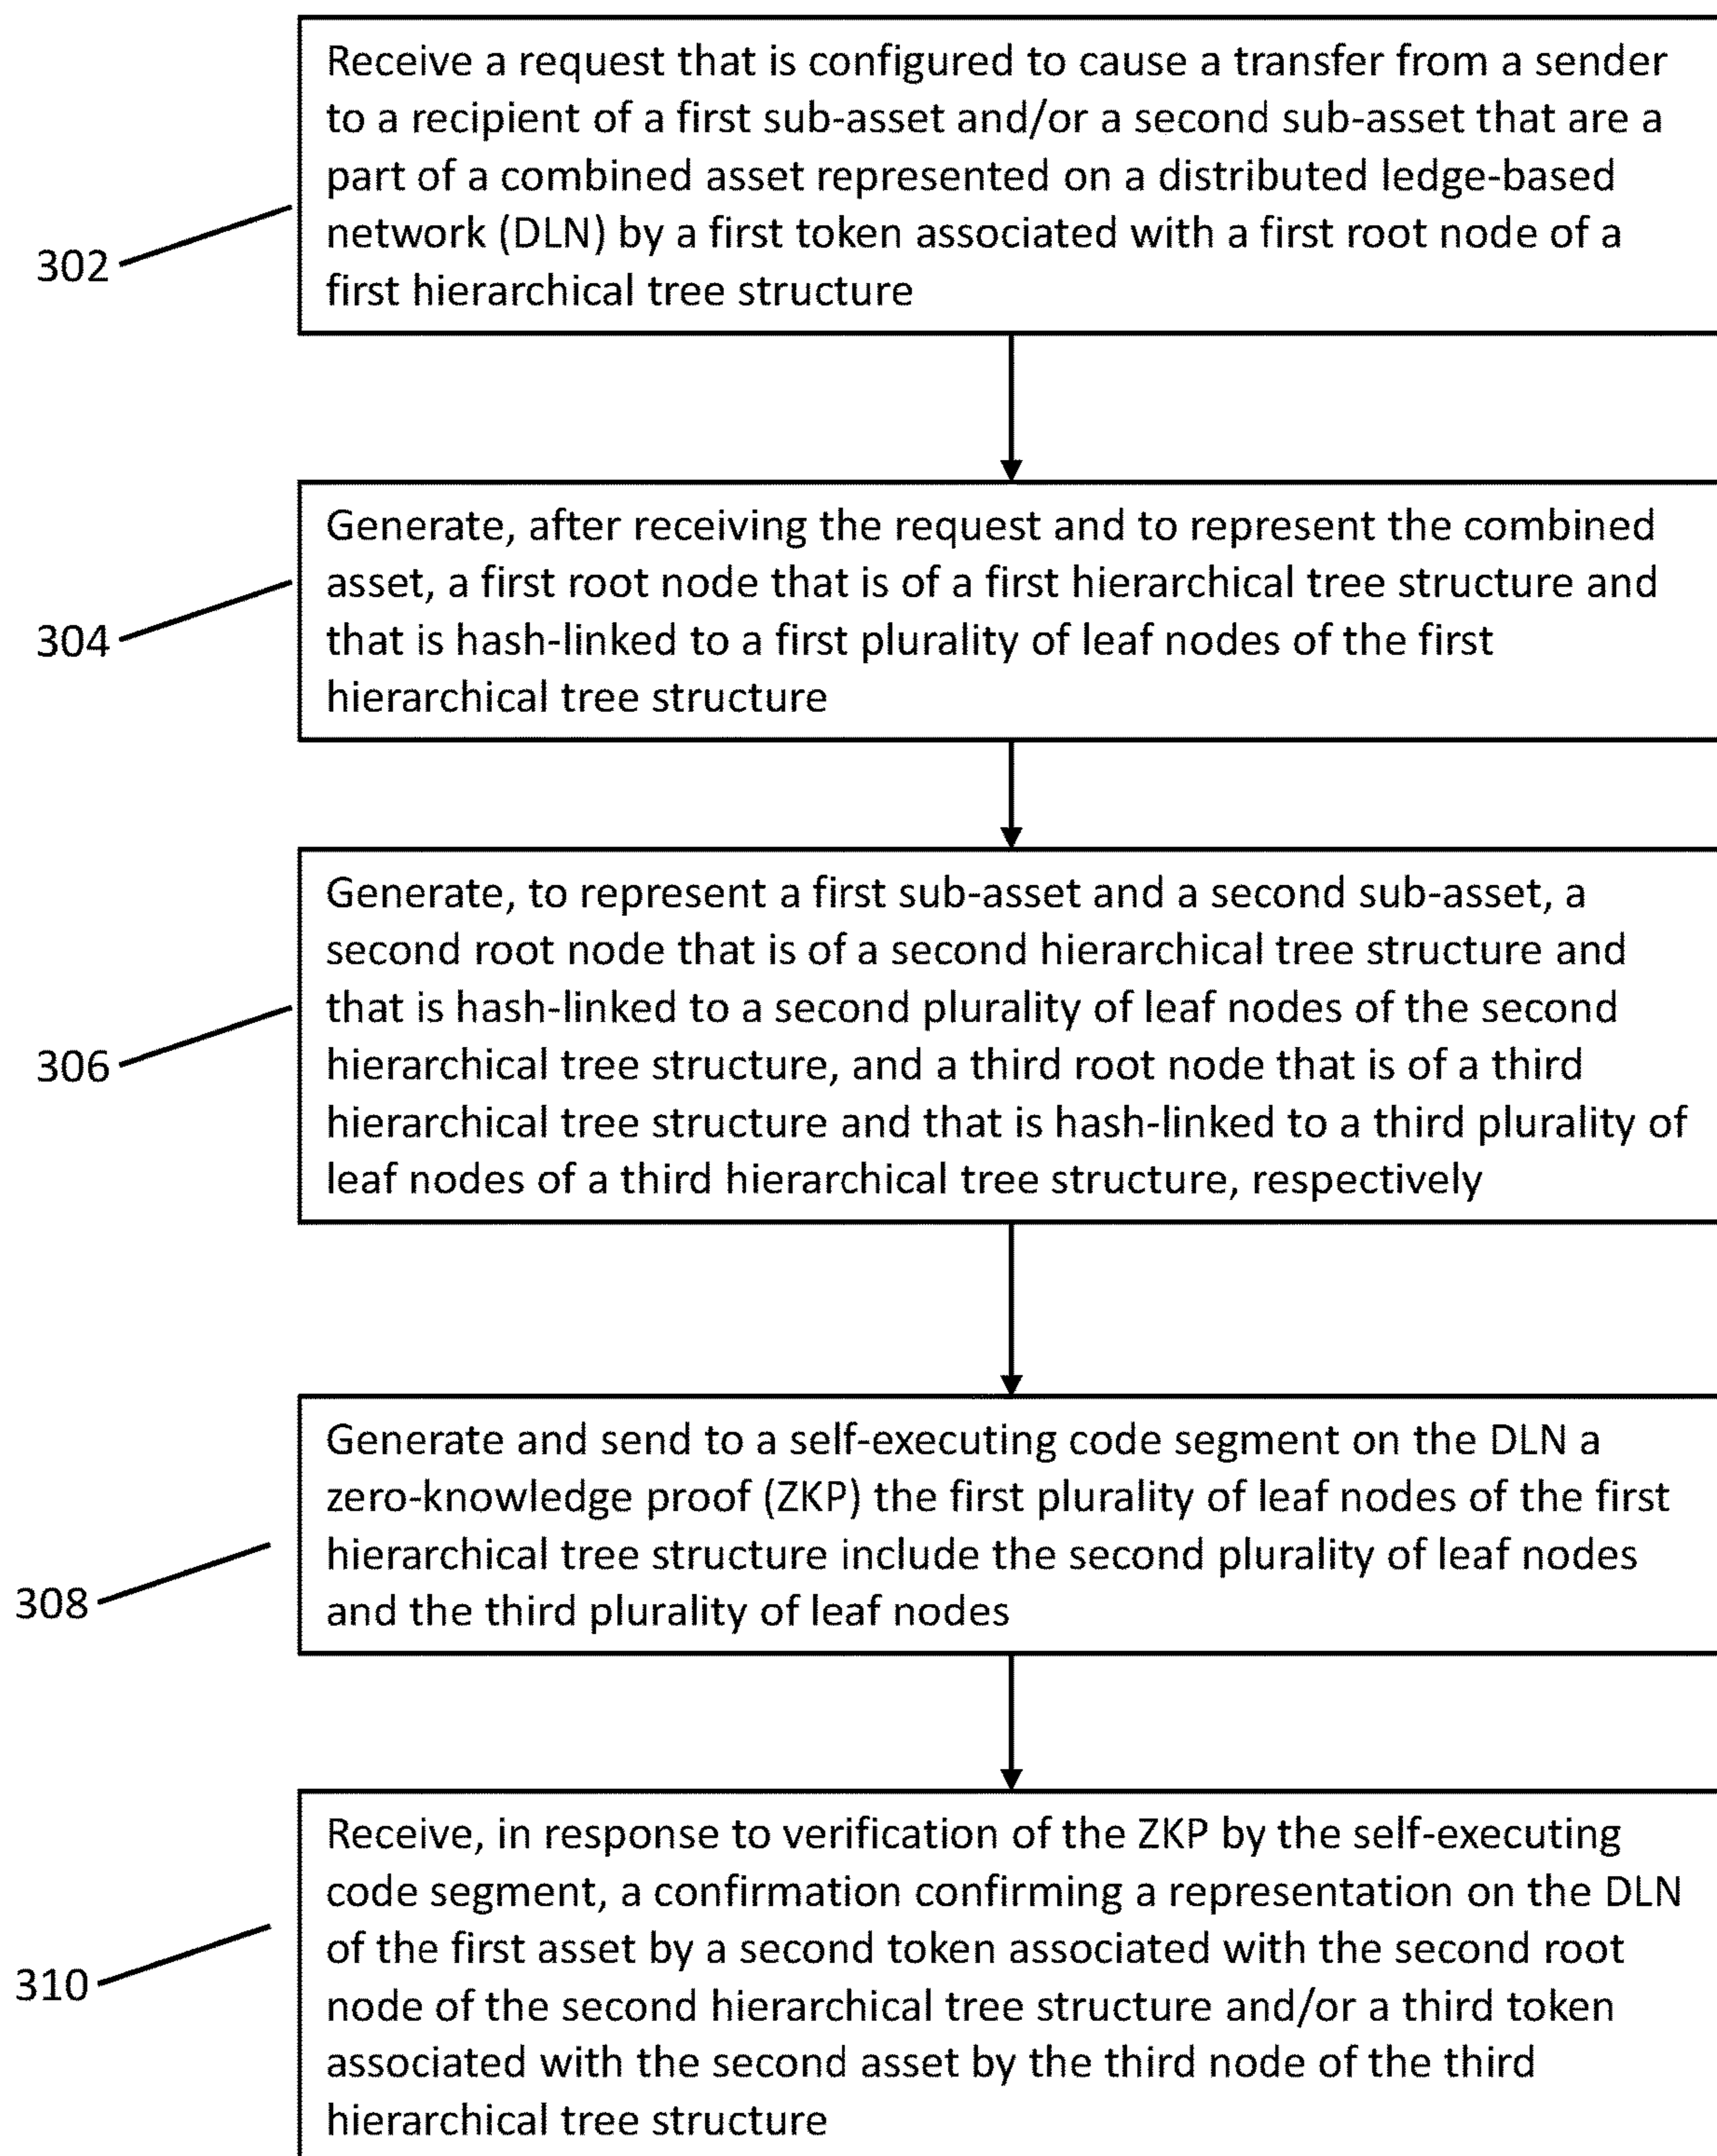 Receive a request that is configured to cause a transfer from a sender
to a recipient of a first sub-asset and/or a second sub-asset that are a
part of a combined asset represented on a distributed ledge-based
network (DLN) by a first token associated with a first root node of a
first hierarchical tree structure
302
Generate, after receiving the request and to represent the combined
asset, a first root node that is of a first hierarchical tree structure and
that is hash-linked to a first plurality of leaf nodes of the first
hierarchical tree structure
304
Generate, to represent a first sub-asset and a second sub-asset, a
second root node that is of a second hierarchical tree structure and
that is hash-linked to a second plurality of leaf nodes of the second
hierarchical tree structure, and a third root node that is of a third
hierarchical tree structure and that is hash-linked to a third plurality of
leaf nodes of a third hierarchical tree structure, respectively
306
Generate and send to a self-executing code segment on the DLN a
zero-knowledge proof (ZKP) the first plurality of leaf nodes of the first
hierarchical tree structure include the second plurality of leaf nodes
and the third plurality of leaf nodes
308
Receive, in response to verification of the ZKP by the self-executing
code segment, a confirmation confirming a representation on the DLN
of the first asset by a second token associated with the second root
node of the second hierarchical tree structure and/or a third token
associated with the second asset by the third node of the third
hierarchical tree structure
310